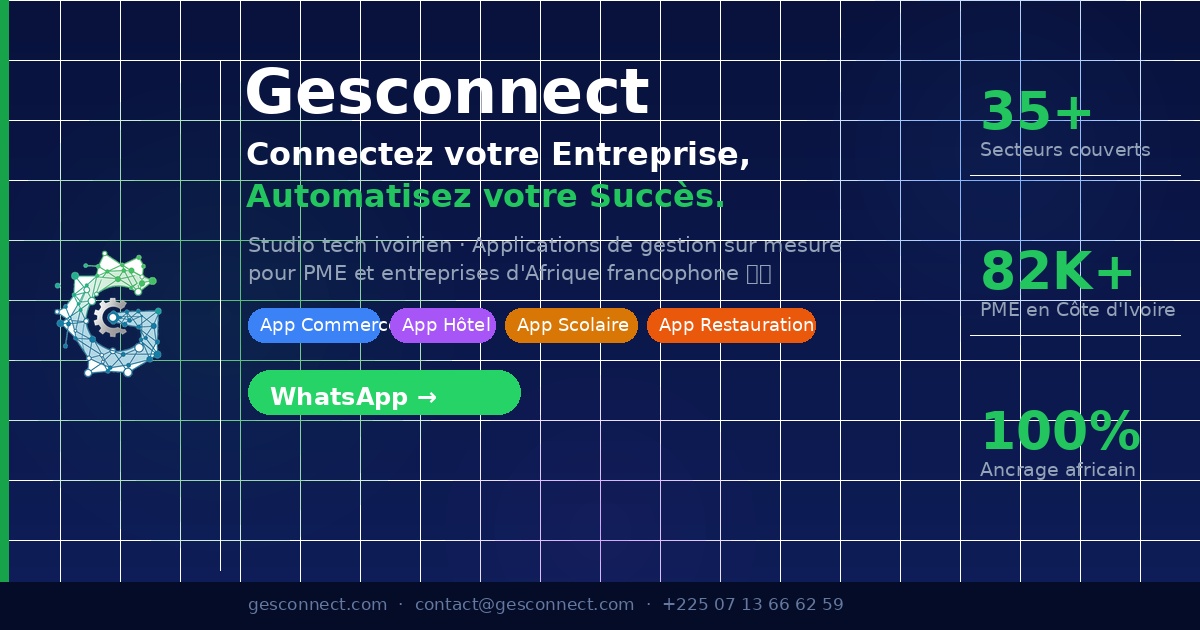 Gesconnect
Connectez votre Entreprise,
Automatisez votre Succès.
Studio tech ivoirien · Applications de gestion sur mesure
pour PME et entreprises d'Afrique francophone
App Commerc
App Hôtel
App Scolaire
App Restauration
WhatsApp →
35+
Secteurs couverts
82K+
PME en Côte d'Ivoire
100%
Ancrage africain
gesconnect.com · contact@gesconnect.com · +225 07 13 66 62 59